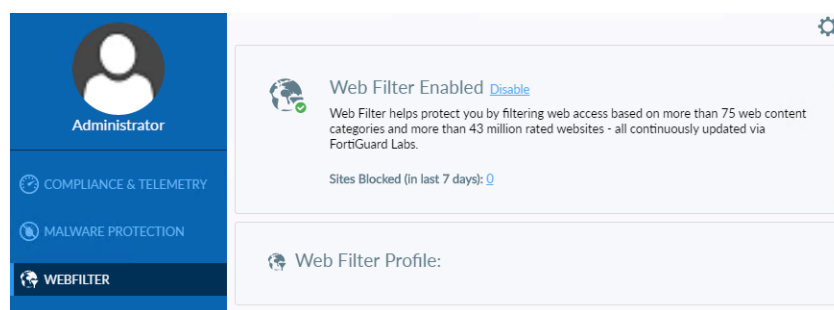 Administrator
COMPLIANCE & TELEMETRY
MALWARE PROTECTION
WEBFILTER
Web Filter Enabled Disable
Web Filter helps protect you by filtering web access based on more than 75 web content
categories and more than 43 million rated websites - all continuously updated via
FortiGuard Labs.
Sites Blocked (in last 7 days): 0
Web Filter Profile: